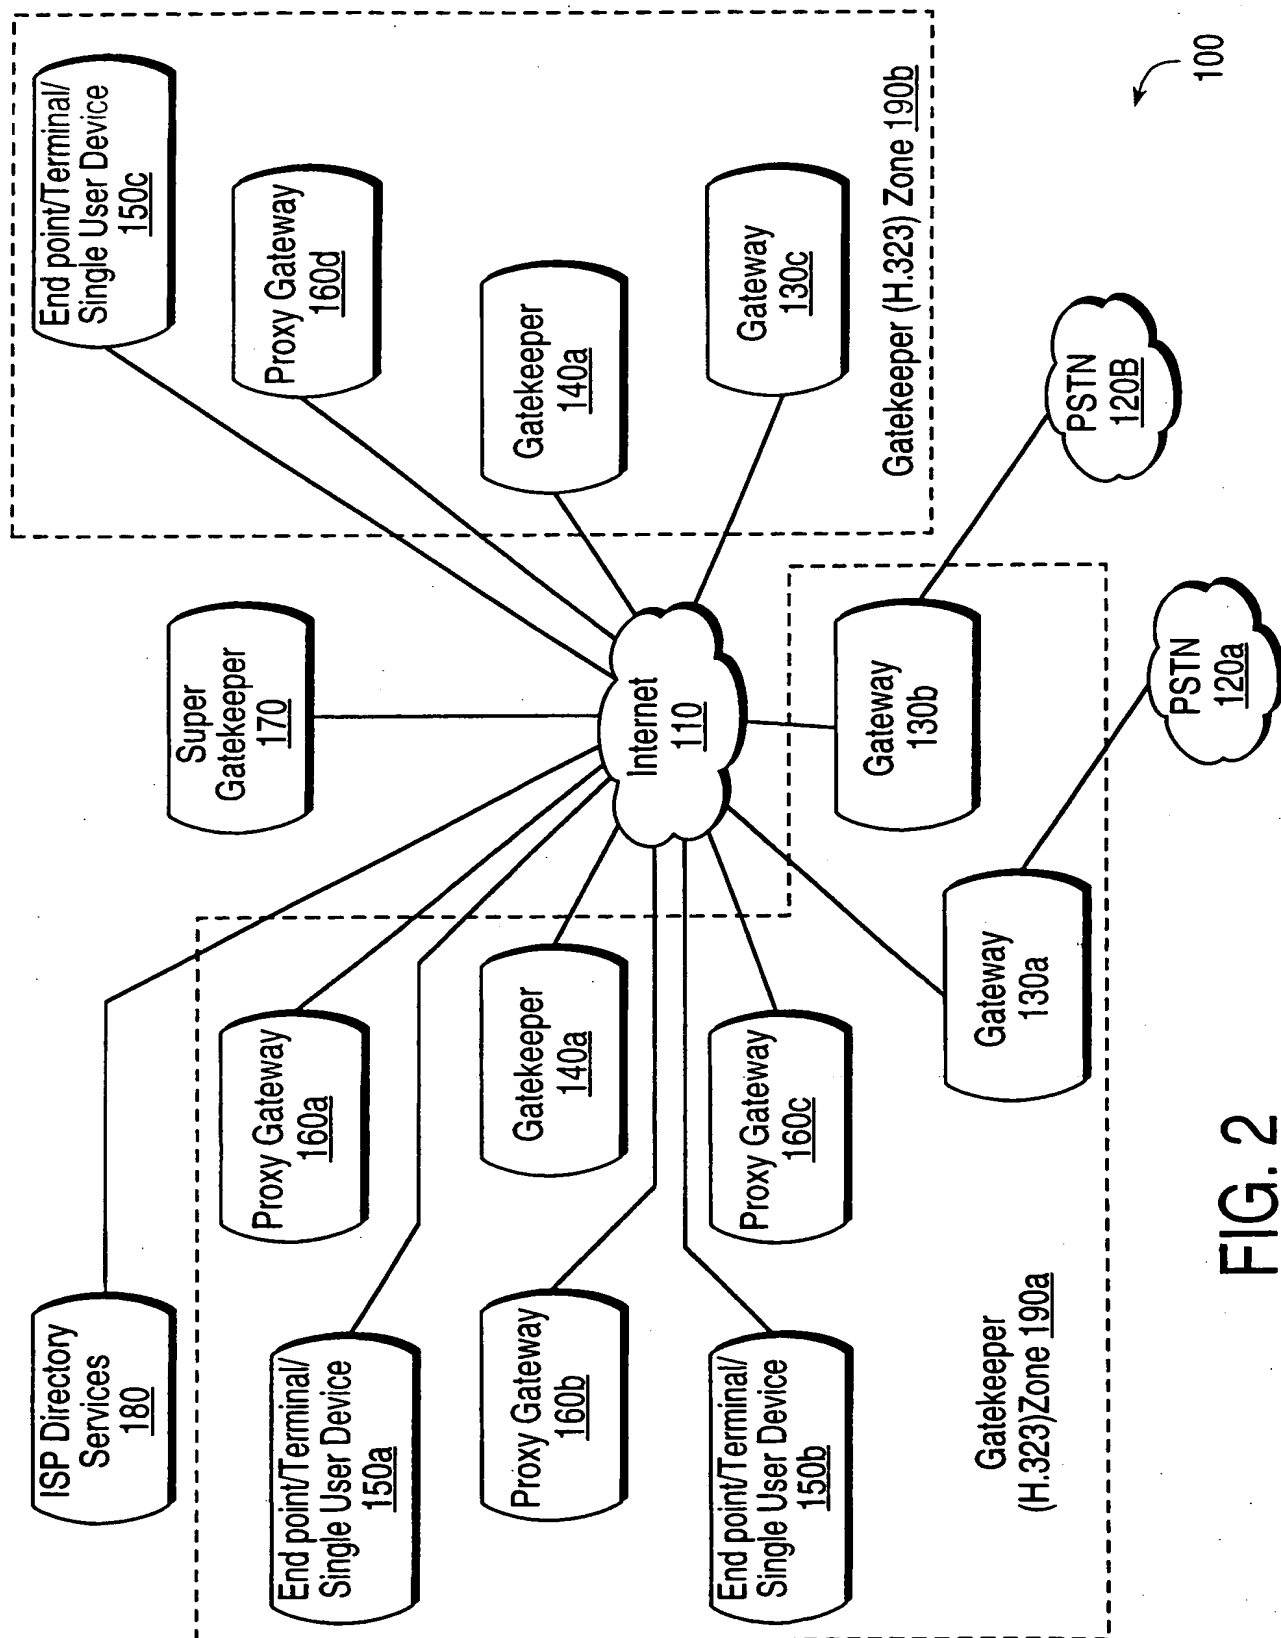 ISP Directory
Services
180
Super
Gatekeeper
170
End point/Terminal/
Single User Device
150c
Proxy Gateway
160a
Proxy Gateway
160d
End point/Terminal/
Single User Device
150a
Gatekeeper
140a
Gatekeeper
140a
Proxy Gateway
160b
Internet
110
Proxy Gateway
160c
Gateway
130c
End point/Terminal/
Single User Device
150b
Gateway
130b
Gatekeeper (H.323) Zone 190b
Gateway
130a
Gatekeeper
(H.323)Zone 190a
PSTN
120B
PSTN
120a
100
FIG. 2